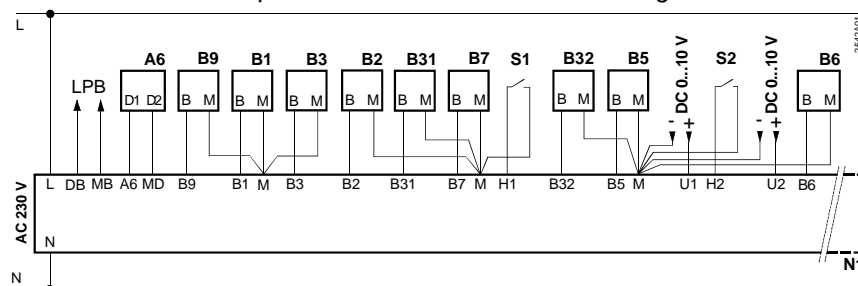 L
A6 B9 B1 B3 B2 B31 B7 S1 B32 B5 DC 0...10 V S2 DC 0...10 V B6
LPB
D1 D2 B M B M B M B M B M B M B M B M B M
- + - +
L DB MB A6 MD B9 B1 M B3 B2 B31 B7 M H1 B32 B5 M U1 H2 U2 B6
AC 230 V
N
N1
N